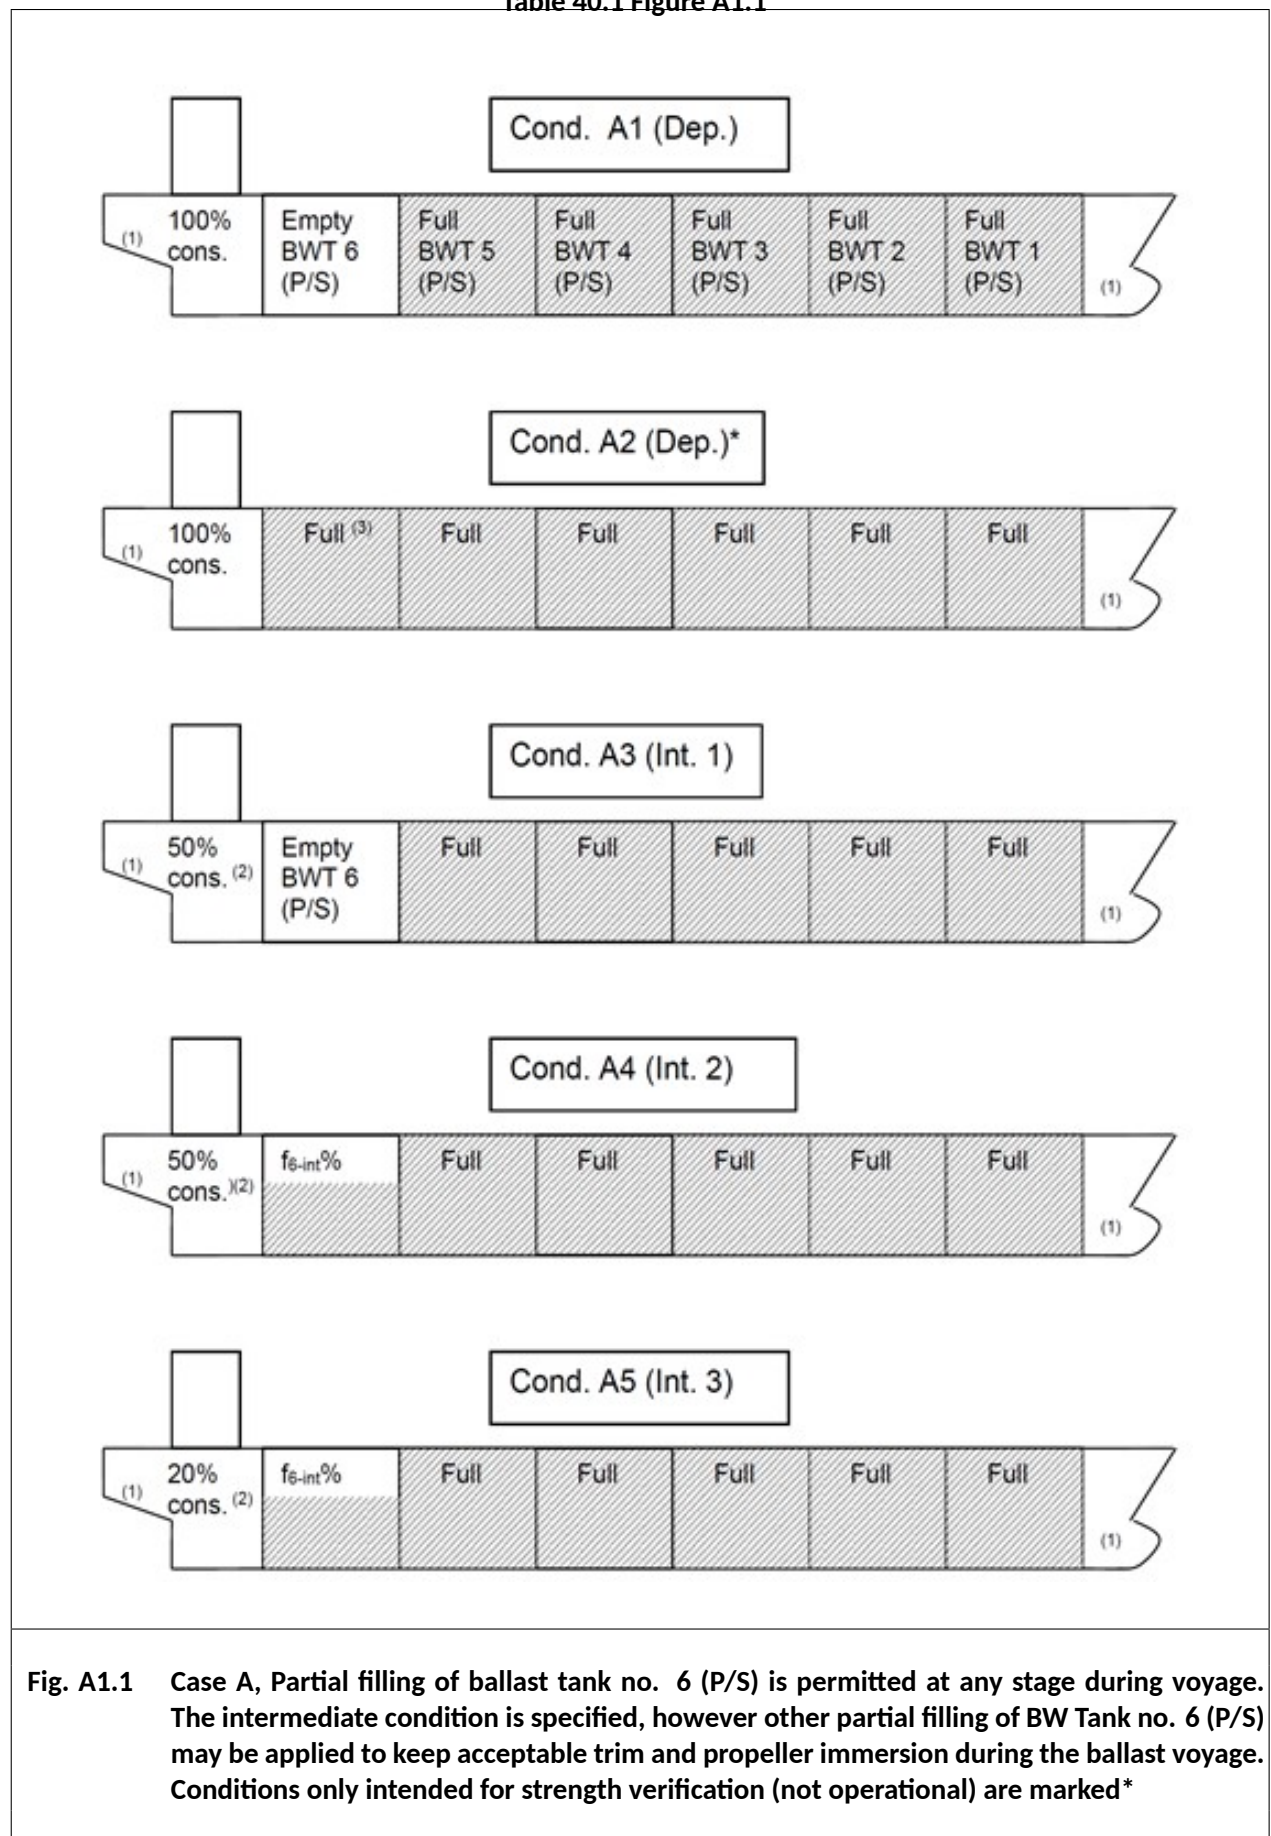 Table 40.1 Figure A1.1
Cond. A1 (Dep.)
(1) 100% cons.
Empty BWT 6 (P/S)
Full BWT 5 (P/S)
Full BWT 4 (P/S)
Full BWT 3 (P/S)
Full BWT 2 (P/S)
Full BWT 1 (P/S)
(1)
Cond. A2 (Dep.)*
(1) 100% cons.
Full (3)
Full
Full
Full
Full
Full
(1)
Cond. A3 (Int. 1)
(1) 50% cons. (2)
Empty BWT 6 (P/S)
Full
Full
Full
Full
Full
(1)
Cond. A4 (Int. 2)
(1) 50% cons.)(2)
f6-int%
Full
Full
Full
Full
Full
(1)
Cond. A5 (Int. 3)
(1) 20% cons. (2)
f6-int%
Full
Full
Full
Full
Full
(1)
Fig. A1.1 Case A, Partial filling of ballast tank no. 6 (P/S) is permitted at any stage during voyage.
The intermediate condition is specified, however other partial filling of BW Tank no. 6 (P/S)
may be applied to keep acceptable trim and propeller immersion during the ballast voyage.
Conditions only intended for strength verification (not operational) are marked*